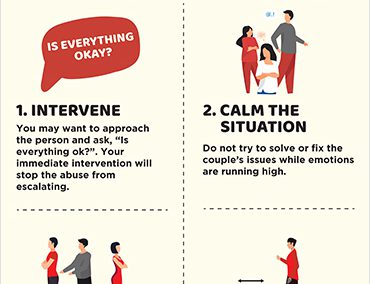 IS EVERYTHING
OKAY?
1. INTERVENE
You may want to approach
the person and ask, “Is
everything ok?”. Your
immediate intervention will
stop the abuse from
escalating.
2. CALM THE
SITUATION
Do not try to solve or fix the
couple’s issues while emotions
are running high.